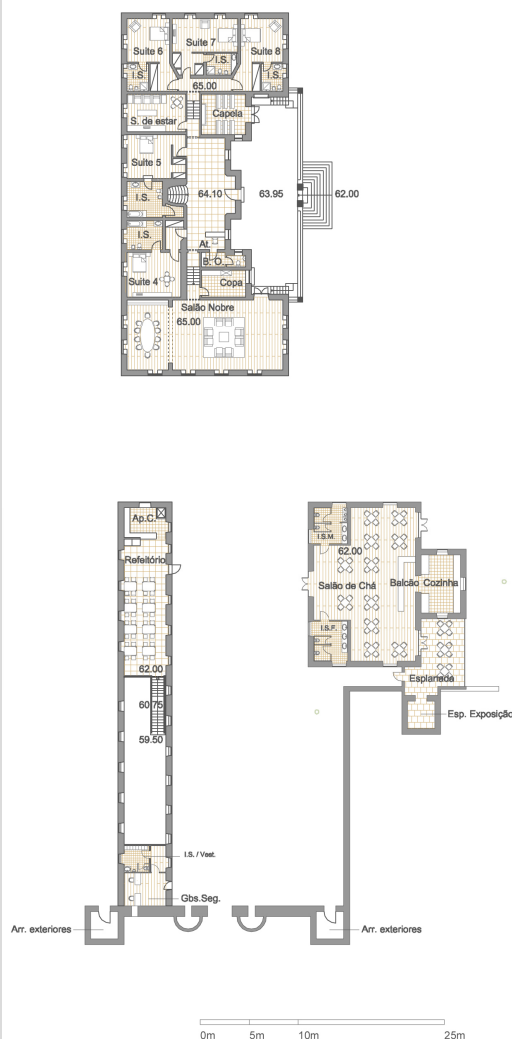 Suite 6
Suite 7
Suite 8
I.S.
I.S.
I.S.
65.00
S. de estar
Capela
Suite 5
I.S.
64.10
63.95
62.00
I.S.
At.
B. O.
Suite 4
Copa
Salão Nobre
65.00
Ap.C.
Refeitório
62.00
60.75
59.50
I.S. / Vest.
Gbs.Seg.
Arr. exteriores
I.S.M.
62.00
Salão de Chá
Balcão
Cozinha
I.S.F.
Esplanada
Esp. Exposição
Arr. exteriores
0m
5m
10m
25m